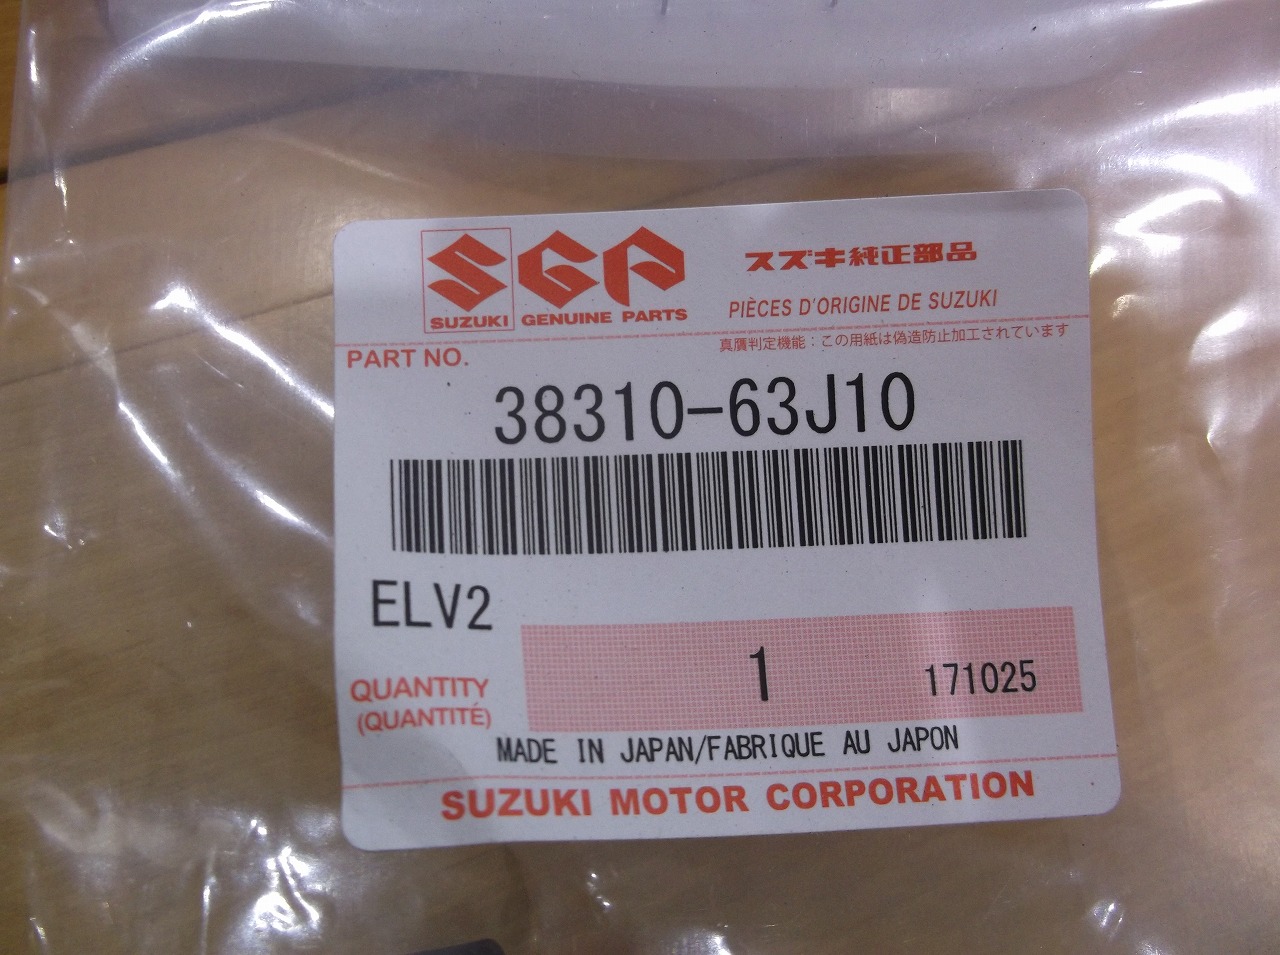 SUZUKI
SGP
GENUINE PARTS
スズキ純正部品
PIÈCES D'ORIGINE DE SUZUKI
PART NO.
真贋判定機能：この用紙は偽造防止加工されています
38310-63J10
ELV2
QUANTITY
(QUANTITÉ)
1
171025
MADE IN JAPAN/FABRIQUE AU JAPON
SUZUKI MOTOR CORPORATION